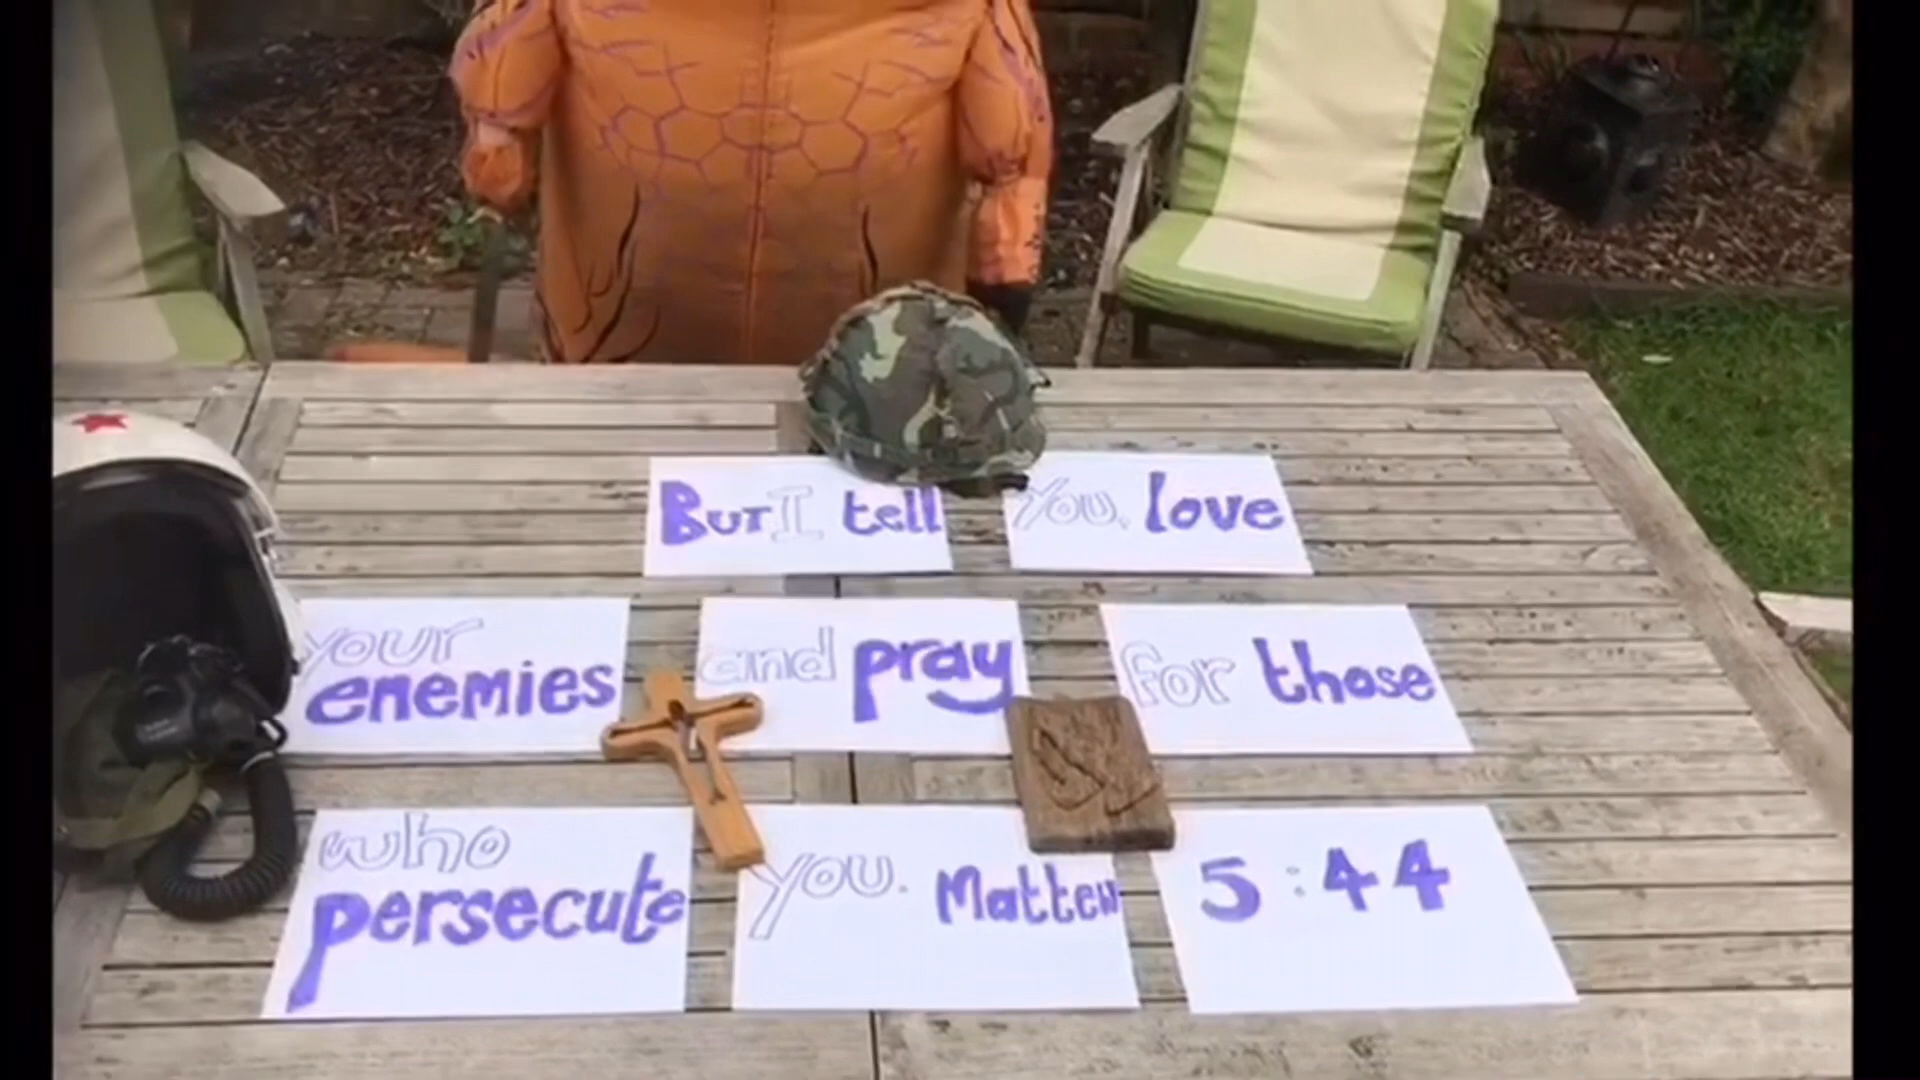 But I tell You, love
your enemies and pray for those
who persecute you. Mattew 5:44